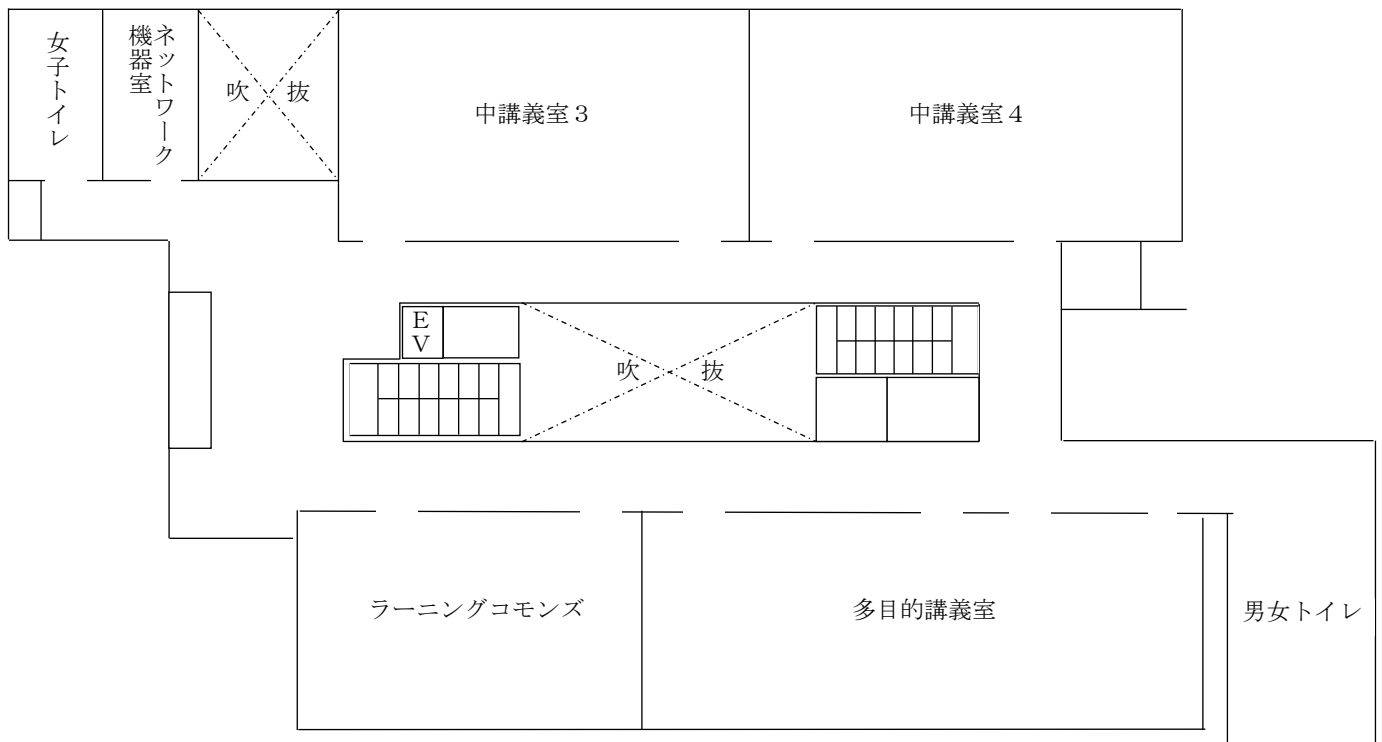 女子トイレ
ネットワーク
機器室
吹抜
中講義室３
中講義室４
ＥＶ
吹抜
ラーニングコモンズ
多目的講義室
男女トイレ